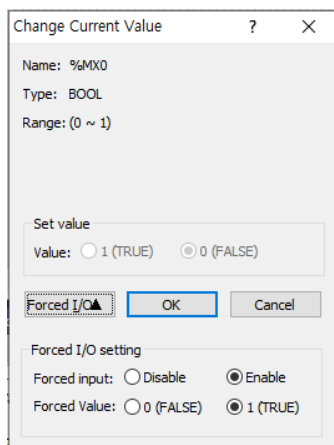 Change Current Value ? ×
Name: %MX0
Type: BOOL
Range: (0 ~ 1)
Set value
Value: 1 (TRUE) 0 (FALSE)
Forced I/O▲ OK Cancel
Forced I/O setting
Forced input: Disable Enable
Forced Value: 0 (FALSE) 1 (TRUE)